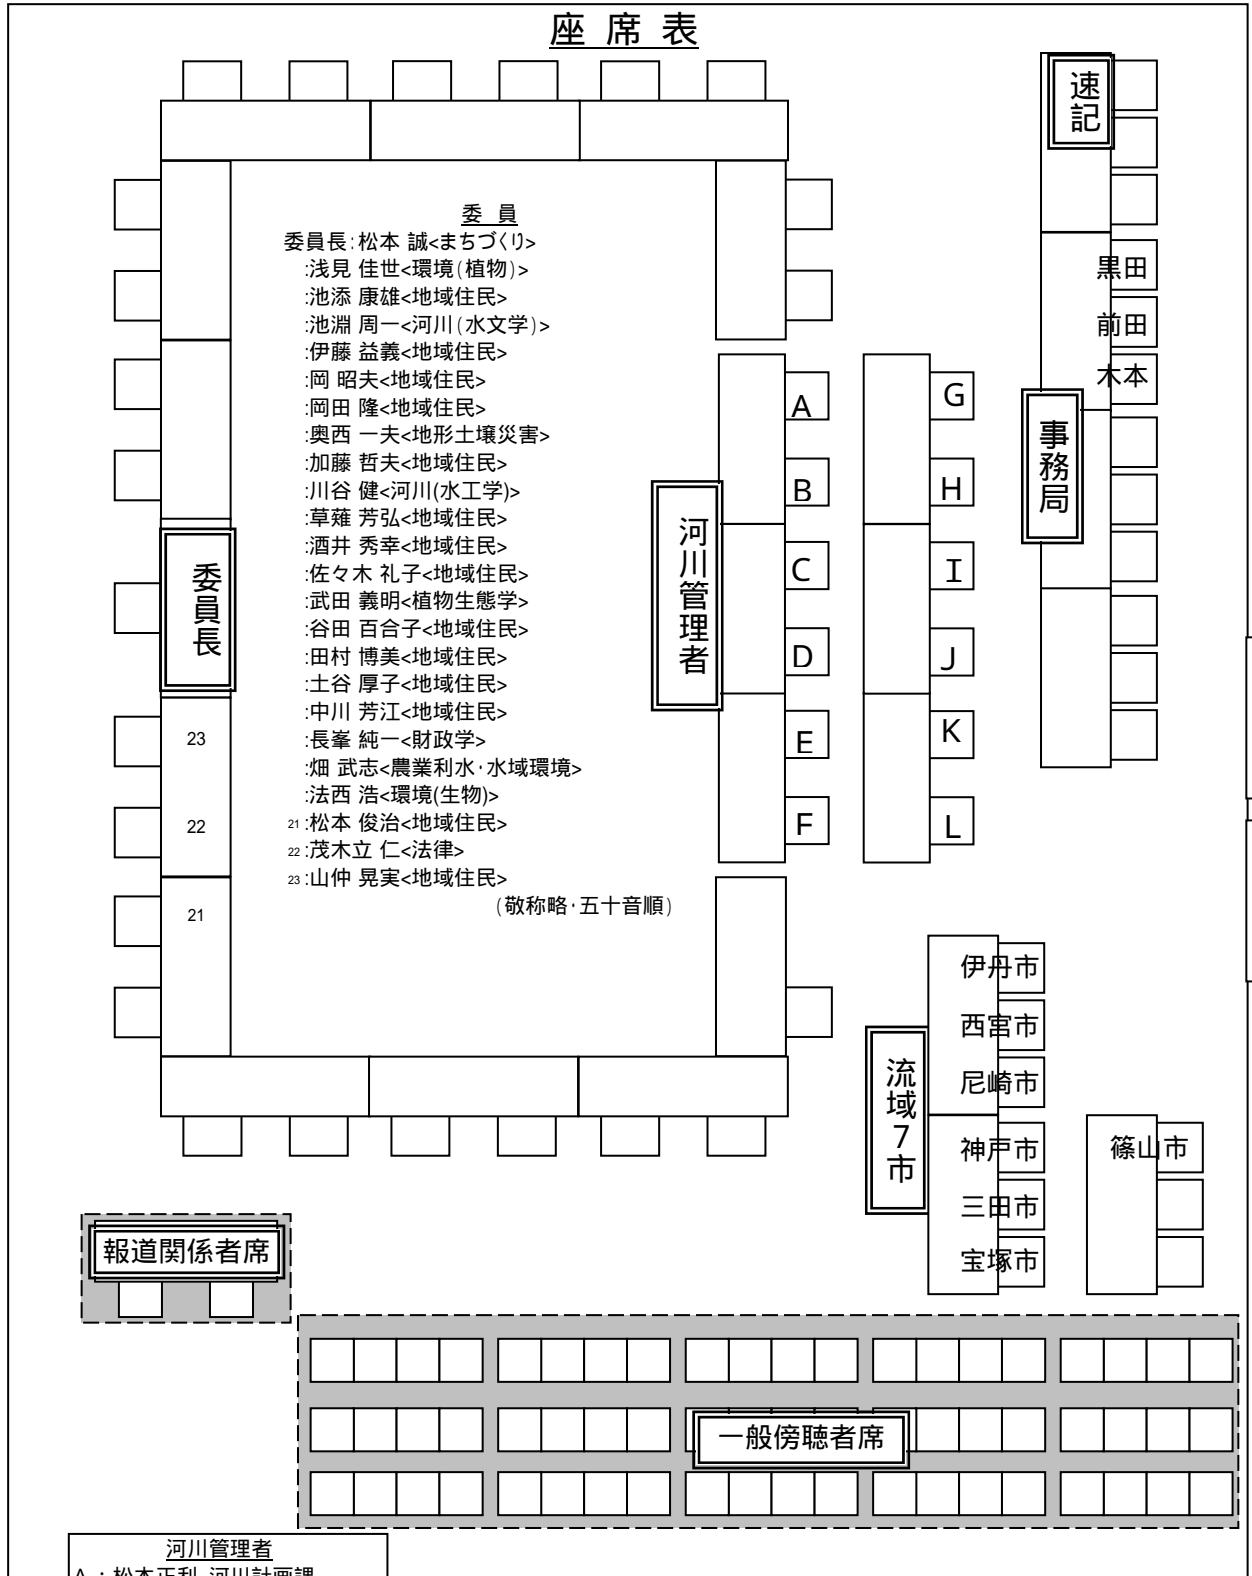 座 席 表
速記
委 員
委員長:松本 誠<まちづくり>
:浅見 佳世<環境(植物)>
:池添 康雄<地域住民>
:池淵 周一<河川(水文学)>
:伊藤 益義<地域住民>
:岡 昭夫<地域住民>
:岡田 隆<地域住民>
:奥西 一夫<地形土壌災害>
:加藤 哲夫<地域住民>
:川谷 健<河川(水工学)>
:草薙 芳弘<地域住民>
:酒井 秀幸<地域住民>
:佐々木 礼子<地域住民>
:武田 義明<植物生態学>
:谷田 百合子<地域住民>
:田村 博美<地域住民>
:土谷 厚子<地域住民>
:中川 芳江<地域住民>
:長峯 純一<財政学>
:畑 武志<農業利水・水域環境>
:法西 浩<環境(生物)>
21:松本 俊治<地域住民>
22:茂木立 仁<法律>
23:山仲 晃実<地域住民>
(敬称略・五十音順)
委員長
23
22
21
河川管理者
A
B
C
D
E
F
G
H
I
J
K
L
黒田
前田
木本
事務局
流域7市
伊丹市
西宮市
尼崎市
神戸市
三田市
宝塚市
篠山市
報道関係者席
一般傍聴者席
河川管理者
A : 松本正利 河川計画課